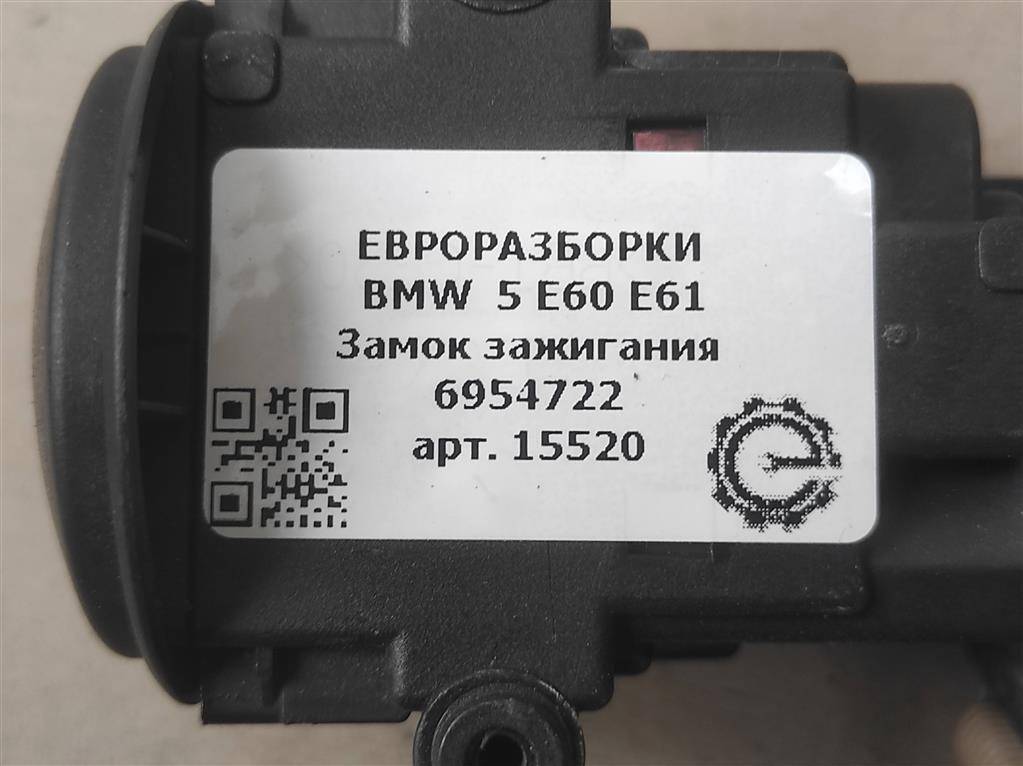 ЕВРОРАЗБОРКИ
BMW 5 E60 E61
Замок зажигания
6954722
арт. 15520